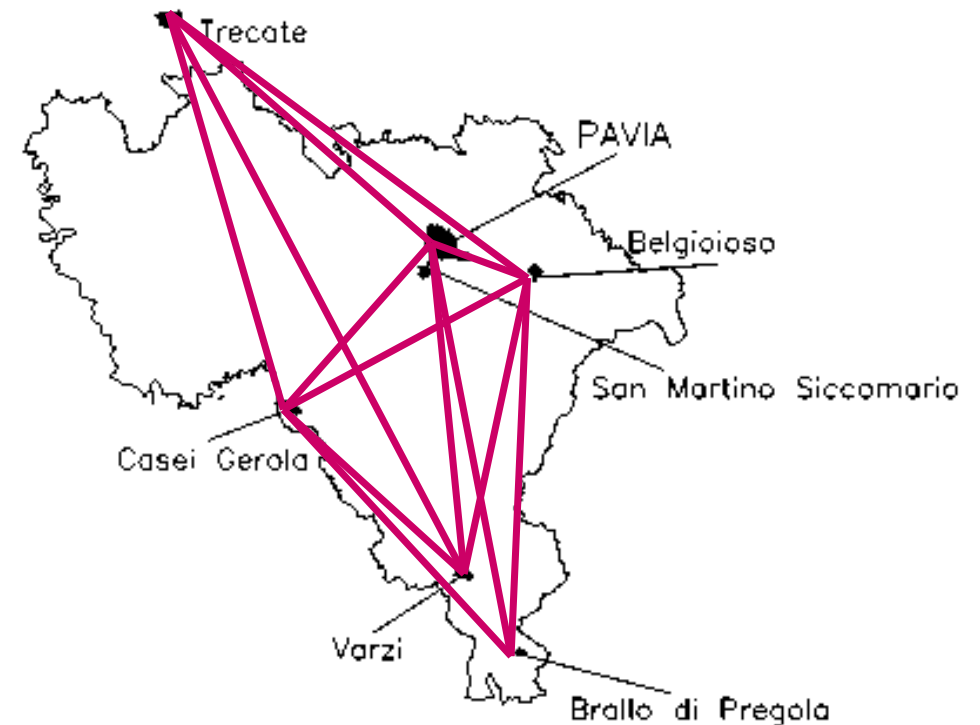 Trecate
PAVIA
Belgioioso
San Martino Siccomario
Casei Gerola
Varzi
Brallo di Pregola